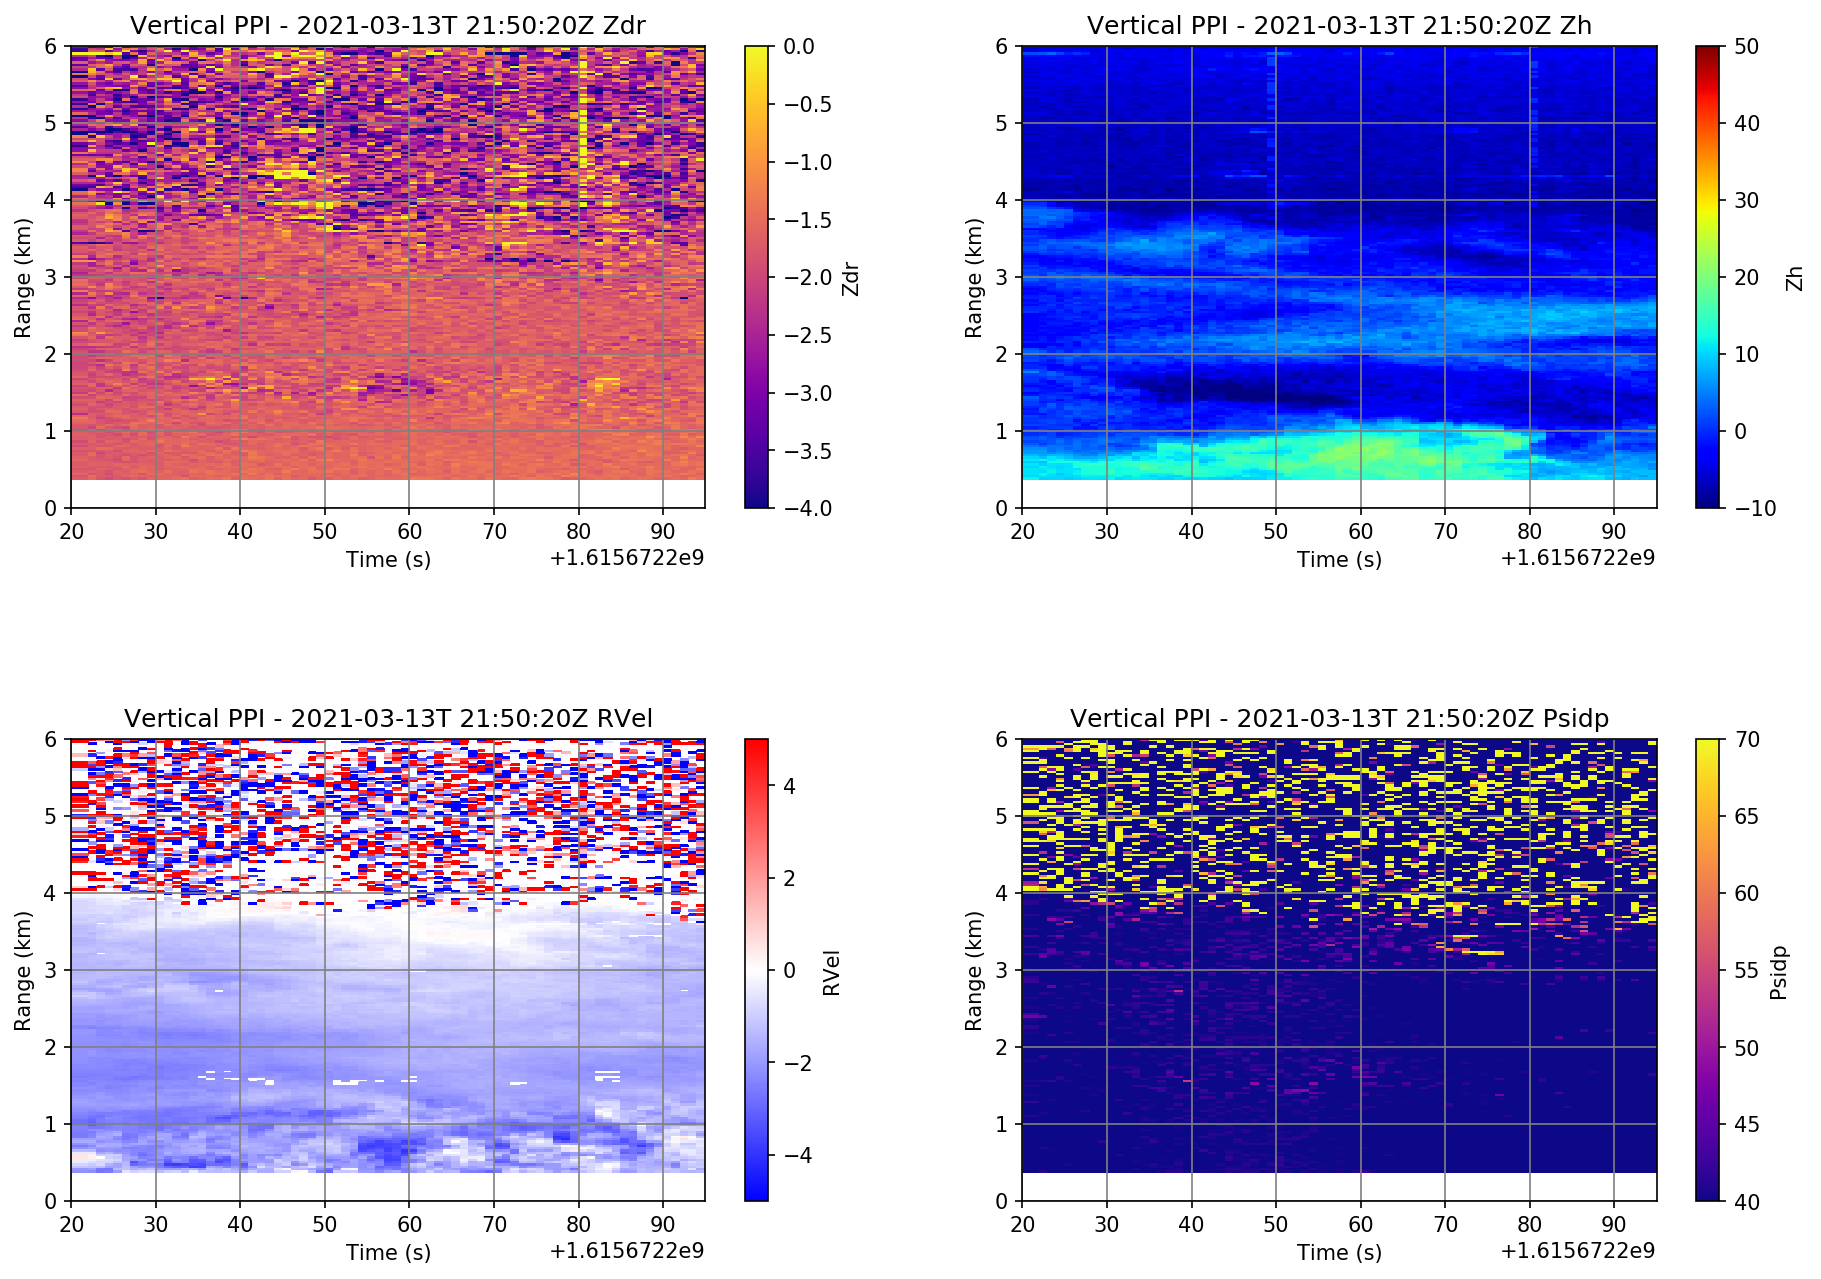 Vertical PPI - 2021-03-13T 21:50:20Z Zdr
6
5
4
3
2
1
0
Range (km)
20 30 40 50 60 70 80 90
Time (s)
+1.6156722e9
0.0
−0.5
−1.0
−1.5
−2.0
−2.5
−3.0
−3.5
−4.0
Zdr
Vertical PPI - 2021-03-13T 21:50:20Z Zh
6
5
4
3
2
1
0
Range (km)
20 30 40 50 60 70 80 90
Time (s)
+1.6156722e9
50
40
30
20
10
0
−10
Zh
Vertical PPI - 2021-03-13T 21:50:20Z RVel
6
5
4
3
2
1
0
Range (km)
20 30 40 50 60 70 80 90
Time (s)
+1.6156722e9
4
2
0
−2
−4
RVel
Vertical PPI - 2021-03-13T 21:50:20Z Psidp
6
5
4
3
2
1
0
Range (km)
20 30 40 50 60 70 80 90
Time (s)
+1.6156722e9
70
65
60
55
50
45
40
Psidp